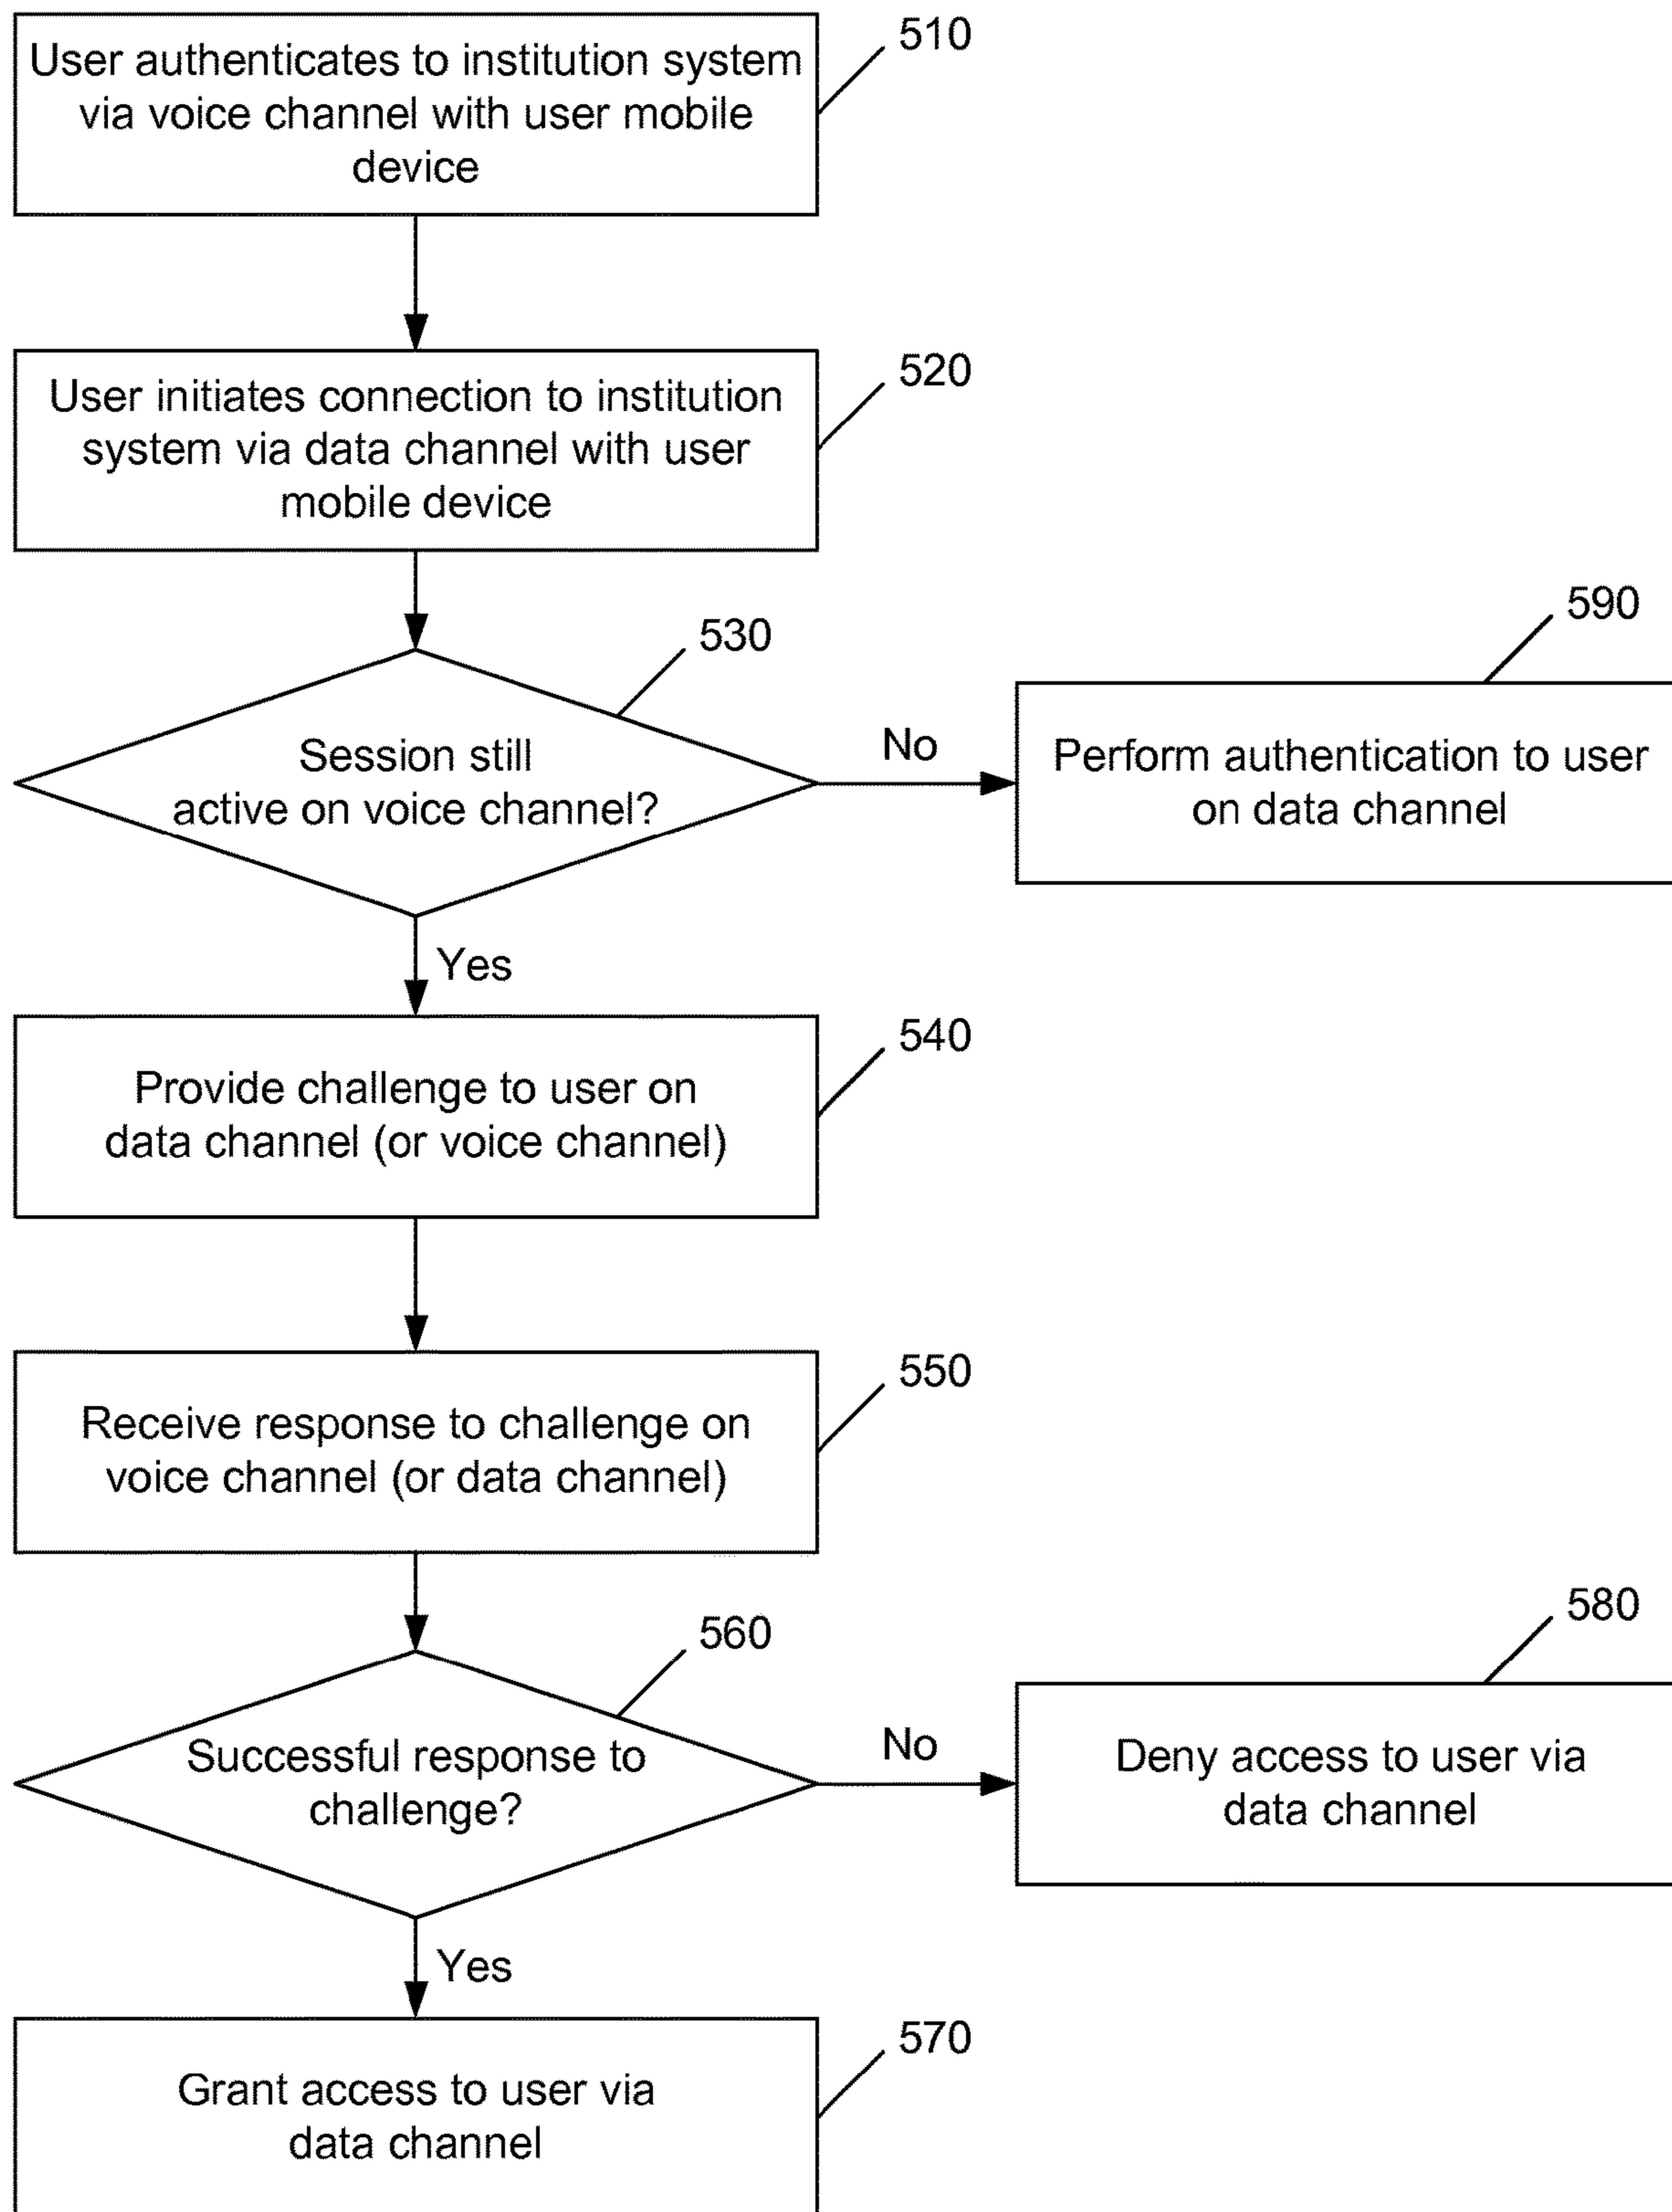 User authenticates to institution system
via voice channel with user mobile
device
510
User initiates connection to institution
system via data channel with user
mobile device
520
Session still
active on voice channel?
530
No
Perform authentication to user
on data channel
590
Yes
Provide challenge to user on
data channel (or voice channel)
540
Receive response to challenge on
voice channel (or data channel)
550
Successful response to
challenge?
560
No
Deny access to user via
data channel
580
Yes
Grant access to user via
data channel
570